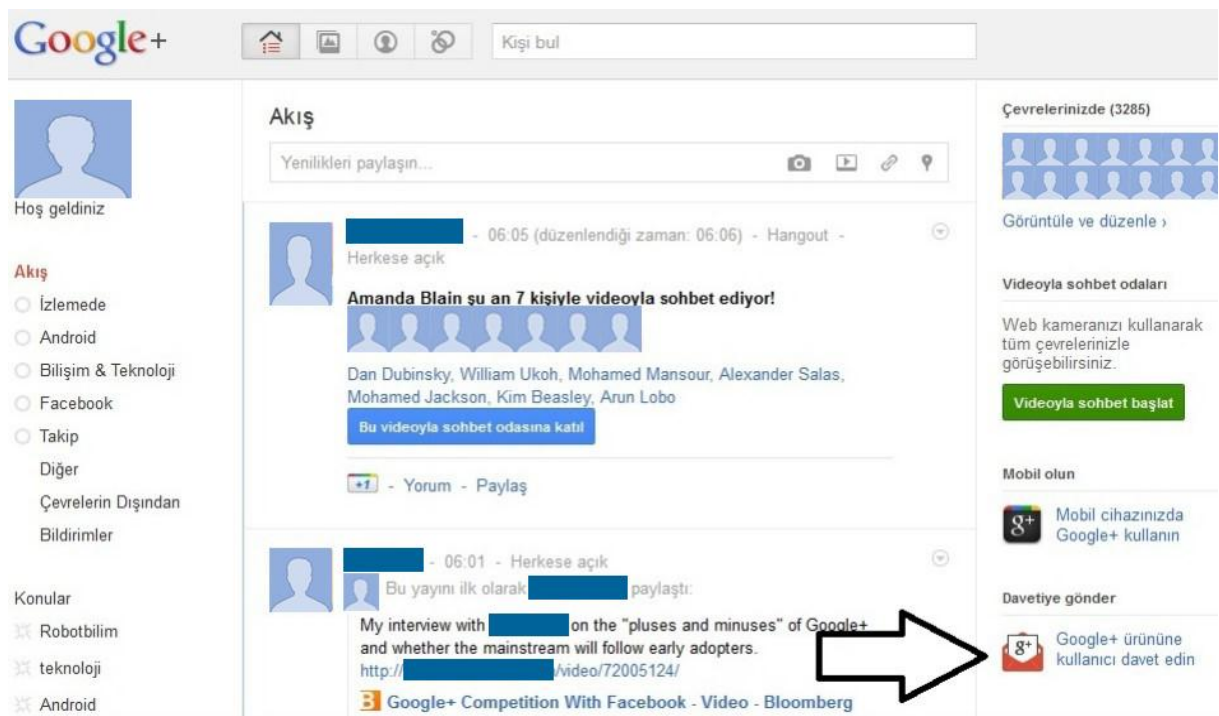 Google+
Kişi bul
Hoş geldiniz
Akış
İzlemede
Android
Bilişim & Teknoloji
Facebook
Takip
Diğer
Çevrelerin Dışından
Bildirimler
Konular
Robotbilim
teknoloji
Android
Akış
Yenilikleri paylaşın...
- 06:05 (düzenlendiği zaman: 06:06) - Hangout -
Herkese açık
Amanda Blain şu an 7 kişiyle videoyla sohbet ediyor!
Dan Dubinsky, William Ukoh, Mohamed Mansour, Alexander Salas,
Mohamed Jackson, Kim Beasley, Arun Lobo
Bu videoyla sohbet odasına katıl
+1 - Yorum - Paylaş
- 06:01 - Herkese açık
Bu yayını ilk olarak paylaştı:
My interview with on the "pluses and minuses" of Google+
and whether the mainstream will follow early adopters.
http:// /video/72005124/
B Google+ Competition With Facebook - Video - Bloomberg
Çevrelerinizde (3285)
Görüntüle ve düzenle ›
Videoyla sohbet odaları
Web kameranızı kullanarak
tüm çevrelerinizle
görüşebilirsiniz.
Videoyla sohbet başlat
Mobil olun
g+
Mobil cihazınızda
Google+ kullanın
Davetiye gönder
g+
Google+ ürününe
kullanıcı davet edin